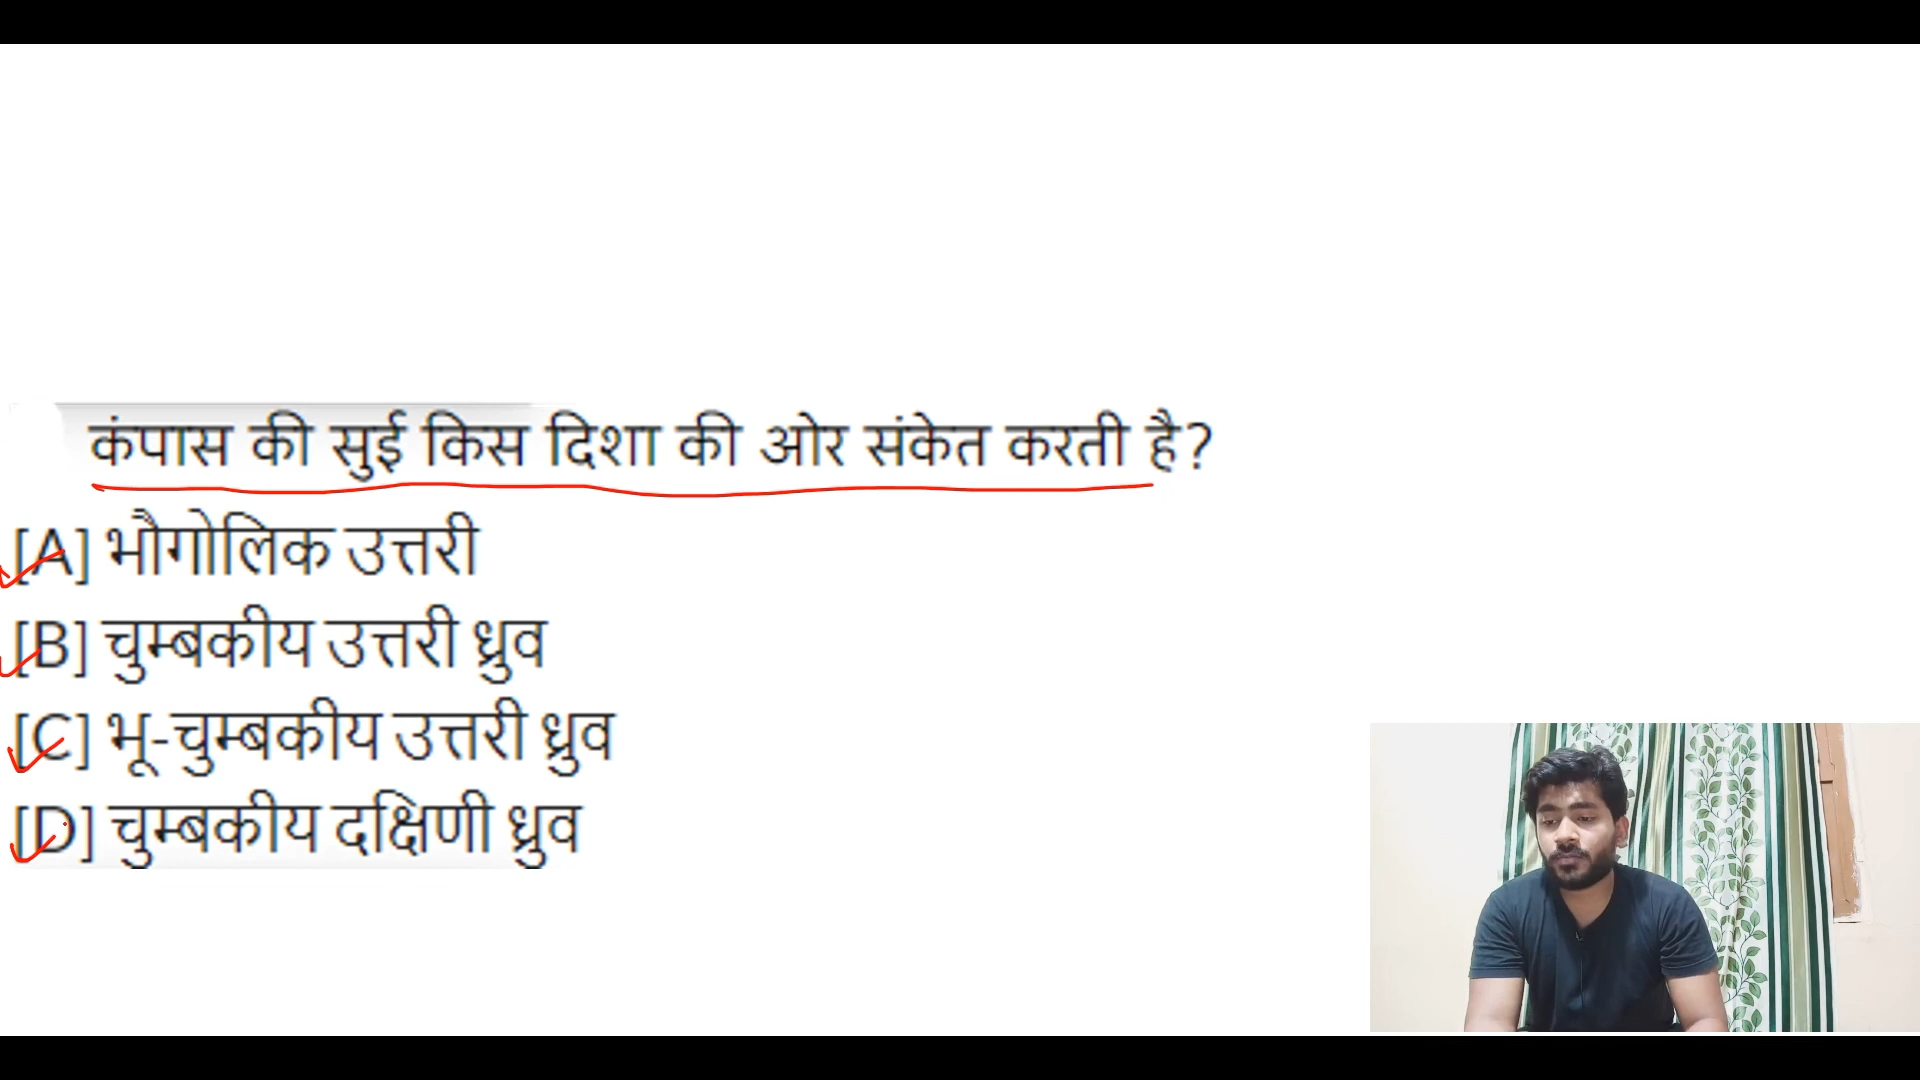 कंपास की सुई किस दिशा की ओर संकेत करती है?
[A] भौगोलिक उत्तरी
[B] चुम्बकीय उत्तरी ध्रुव
[C] भू-चुम्बकीय उत्तरी ध्रुव
[D] चुम्बकीय दक्षिणी ध्रुव